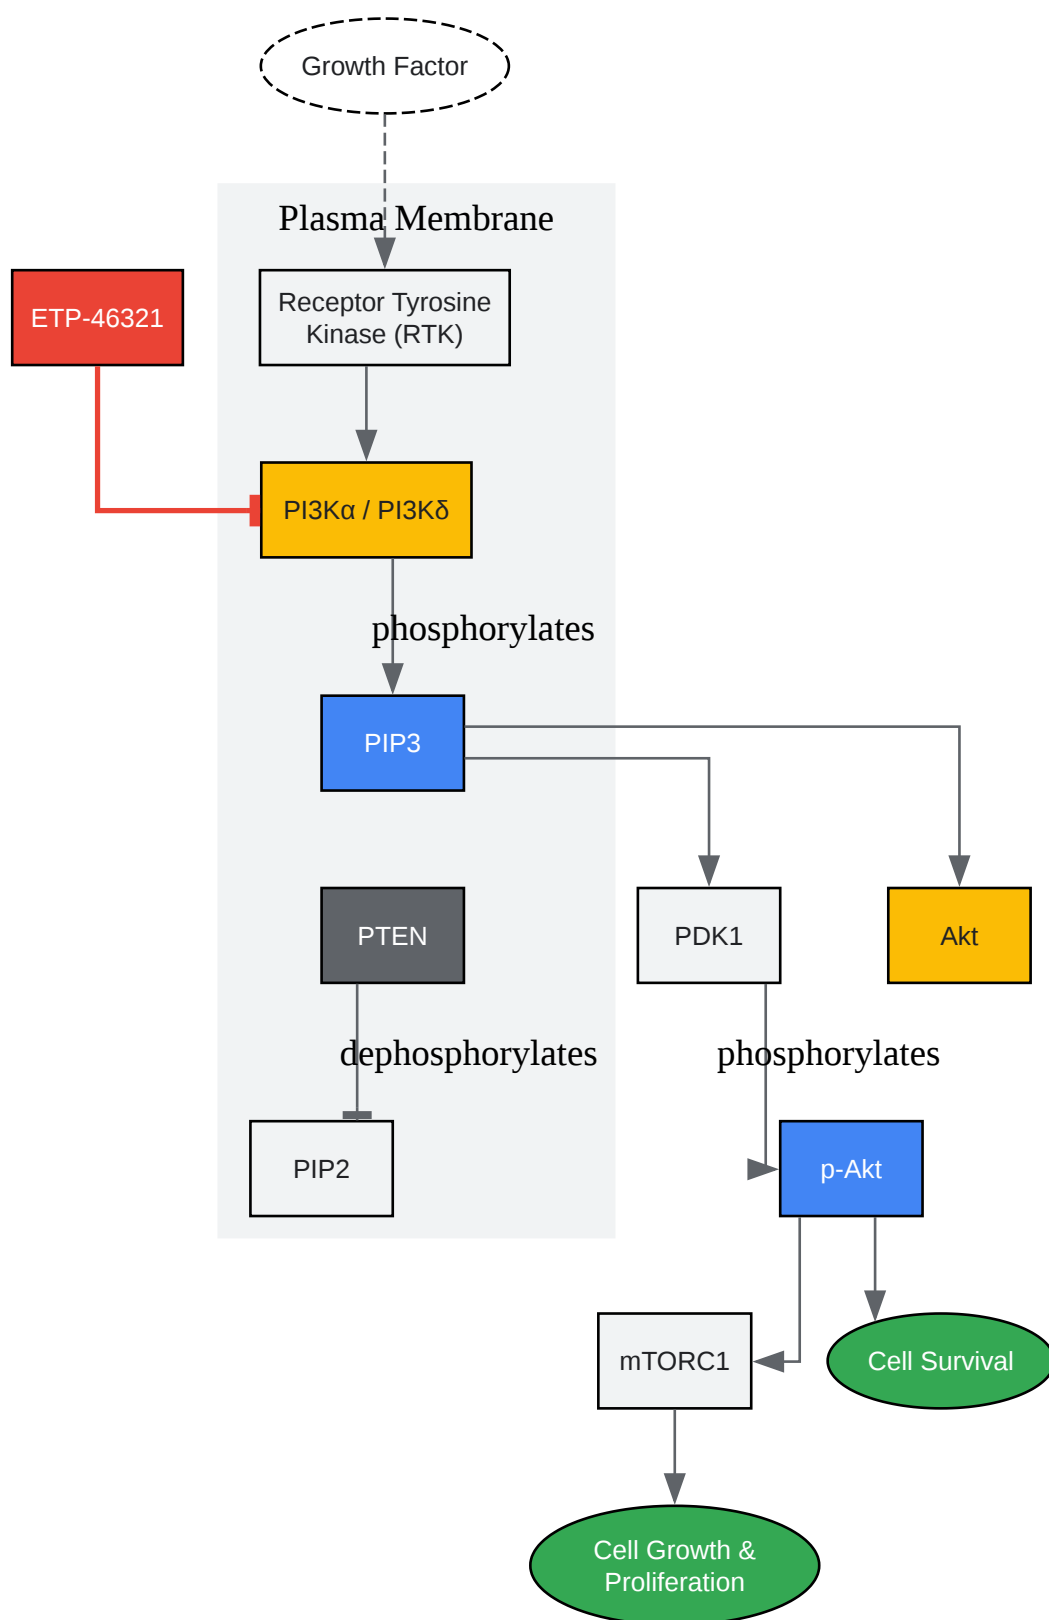 Growth Factor
Plasma Membrane
ETP-46321
Receptor Tyrosine
Kinase (RTK)
PI3Kα / PI3Kδ
phosphorylates
PIP3
PTEN
PDK1
Akt
dephosphorylates
phosphorylates
PIP2
p-Akt
mTORC1
Cell Survival
Cell Growth &
Proliferation